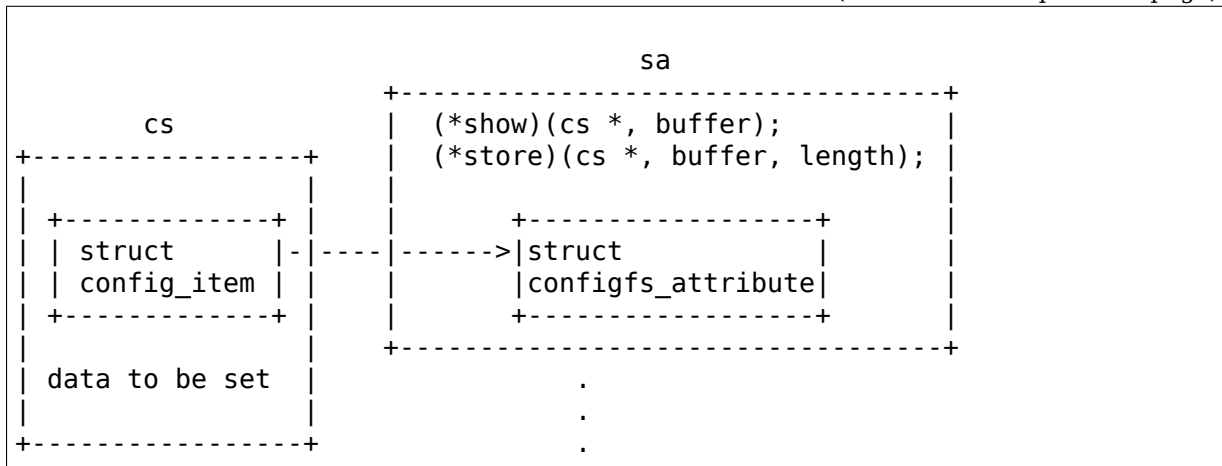 sa
+----------------------------------+
cs | (*show)(cs *, buffer); |
+-----------------+ | (*store)(cs *, buffer, length); |
| | | |
| +-------------+ | | +------------------+ |
| | struct |-|----|------>|struct | |
| | config_item | | | |configfs_attribute| |
| +-------------+ | | +------------------+ |
| | +----------------------------------+
| data to be set | .
| | .
+-----------------+ .